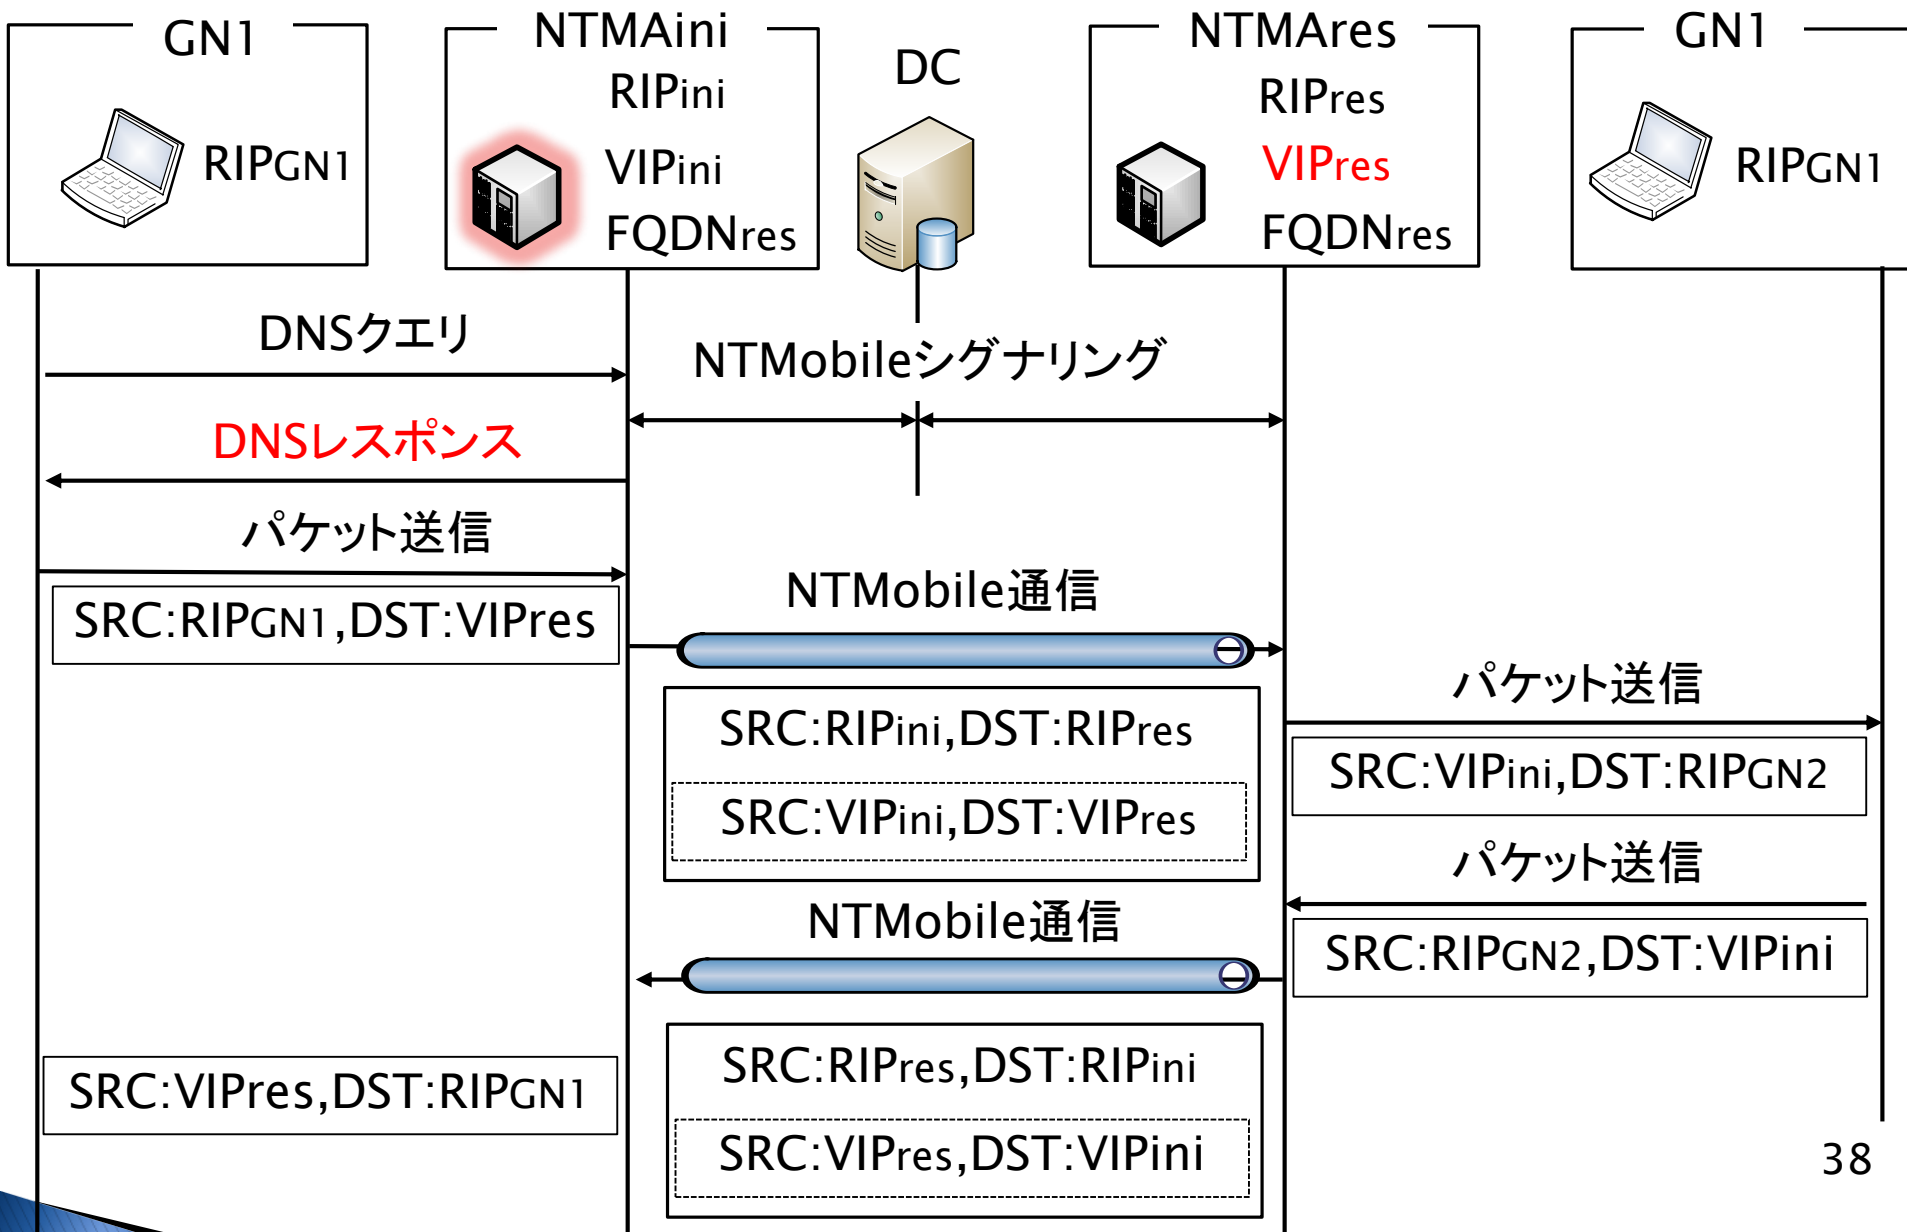 GN1
RIPGN1
NTMAini
RIPini
VIPini
FQDNres
DC
NTMAres
RIPres
VIPres
FQDNres
GN1
RIPGN1
DNSクエリ
NTMobileシグナリング
DNSレスポンス
パケット送信
SRC:RIPGN1,DST:VIPres
NTMobile通信
SRC:RIPini,DST:RIPres
SRC:VIPini,DST:VIPres
パケット送信
SRC:VIPini,DST:RIPGN2
パケット送信
SRC:RIPGN2,DST:VIPini
NTMobile通信
SRC:RIPres,DST:RIPini
SRC:VIPres,DST:VIPini
SRC:VIPres,DST:RIPGN1
38